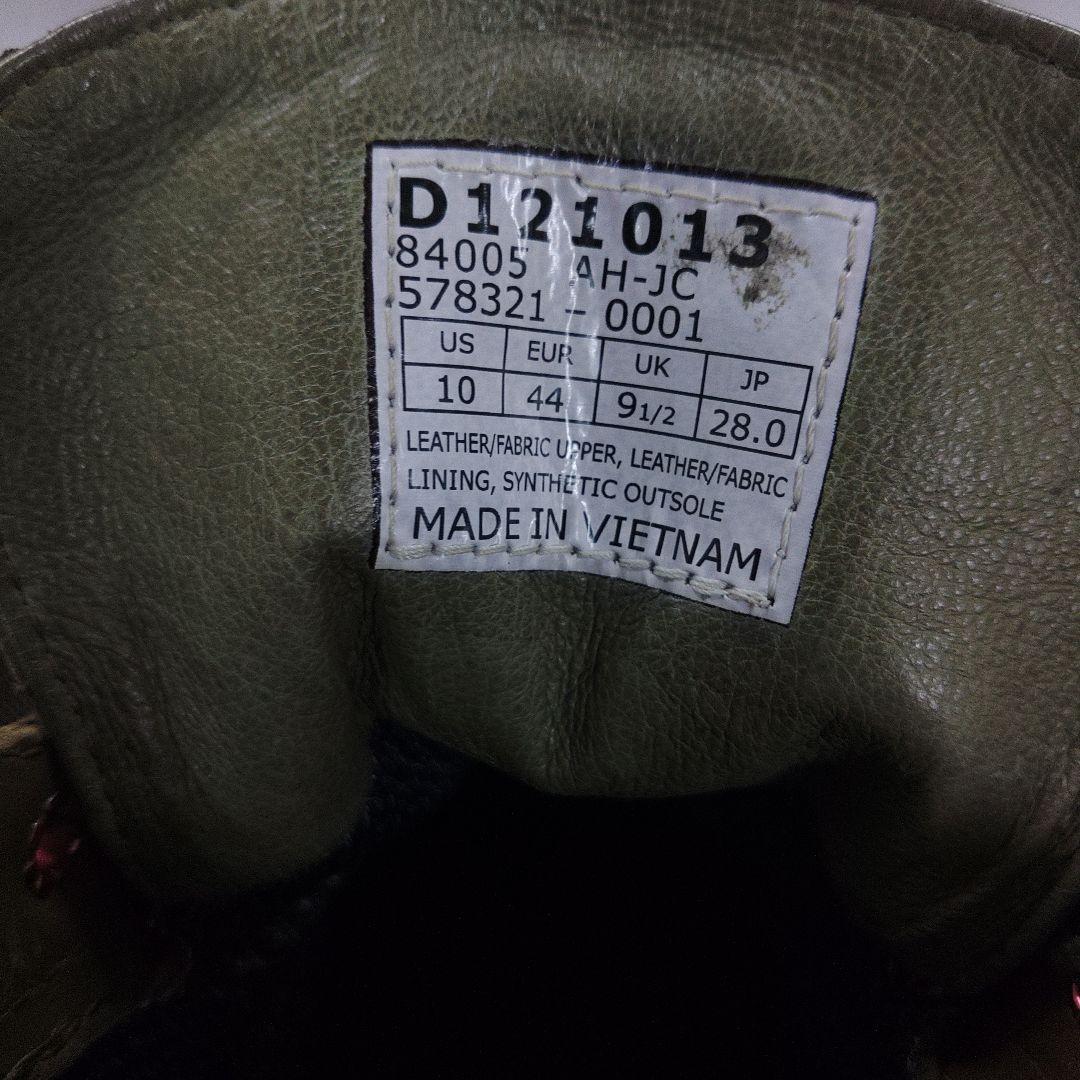 D121013
84005 AH-JC
578321 - 0001
US EUR UK JP
10 44 9 1/2 28.0
LEATHER/FABRIC UPPER, LEATHER/FABRIC
LINING, SYNTHETIC OUTSOLE
MADE IN VIETNAM